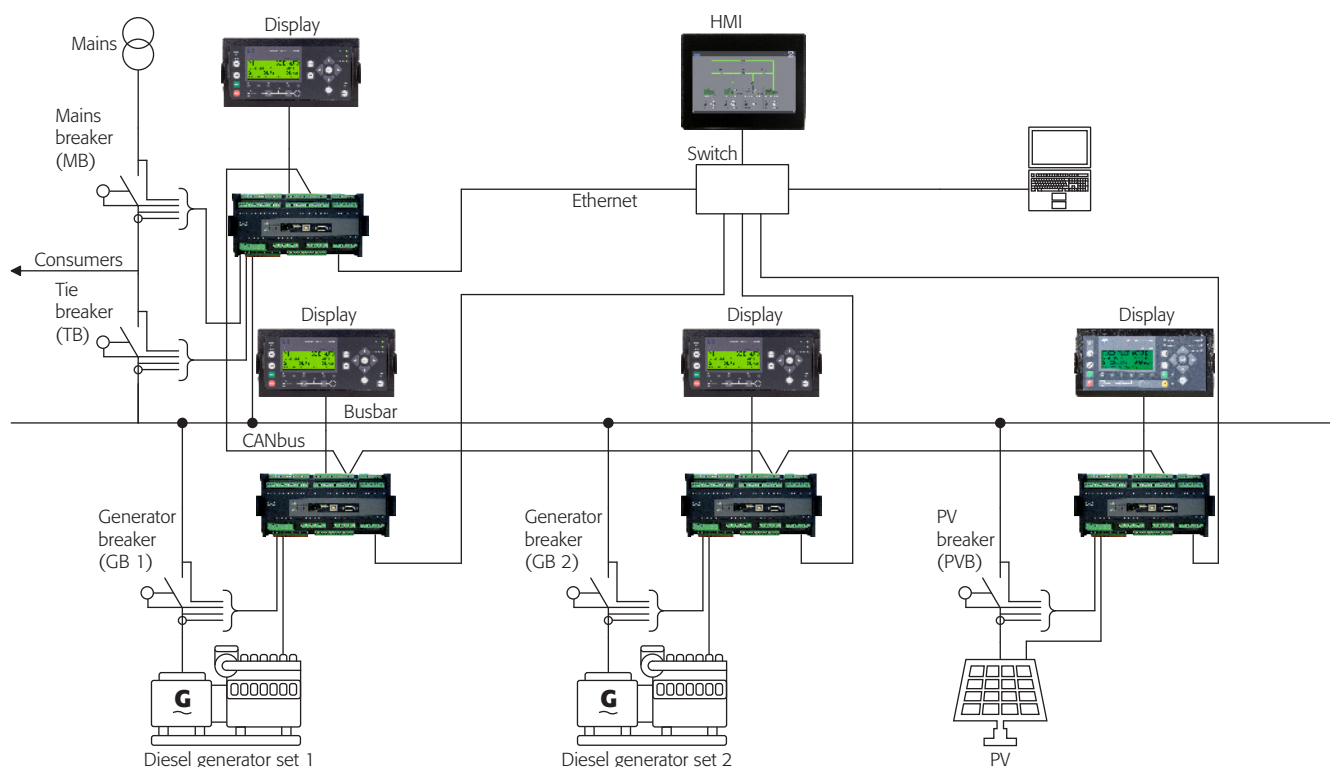 Display
HMI
Mains
Mains
breaker
(MB)
Switch
Ethernet
Consumers
Tie
breaker
(TB)
Display
Display
Display
Busbar
CANbus
Generator
breaker
(GB 1)
Generator
breaker
(GB 2)
PV
breaker
(PVB)
G
G
Diesel generator set 1
Diesel generator set 2
PV